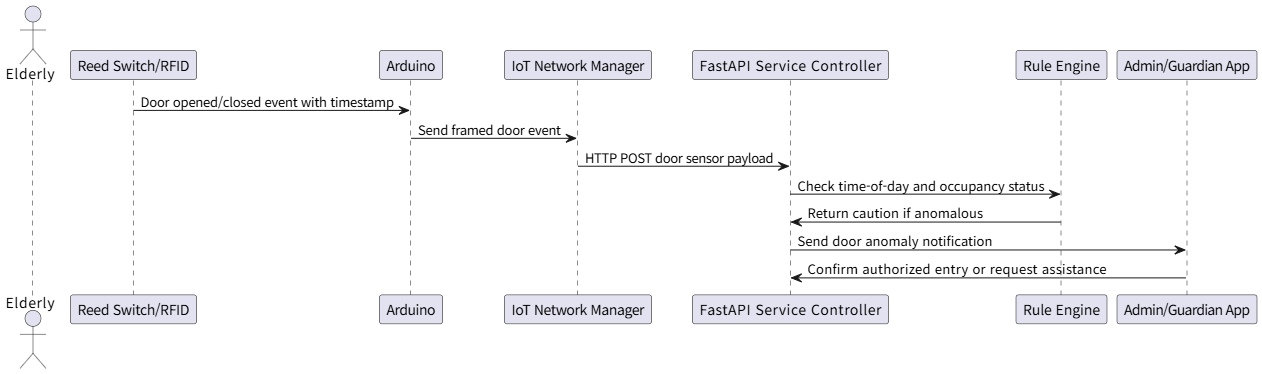 Elderly
Reed Switch/RFID
Arduino
IoT Network Manager
FastAPI Service Controller
Rule Engine
Admin/Guardian App
Door opened/closed event with timestamp
Send framed door event
HTTP POST door sensor payload
Check time-of-day and occupancy status
Return caution if anomalous
Send door anomaly notification
Confirm authorized entry or request assistance
Elderly
Reed Switch/RFID
Arduino
IoT Network Manager
FastAPI Service Controller
Rule Engine
Admin/Guardian App